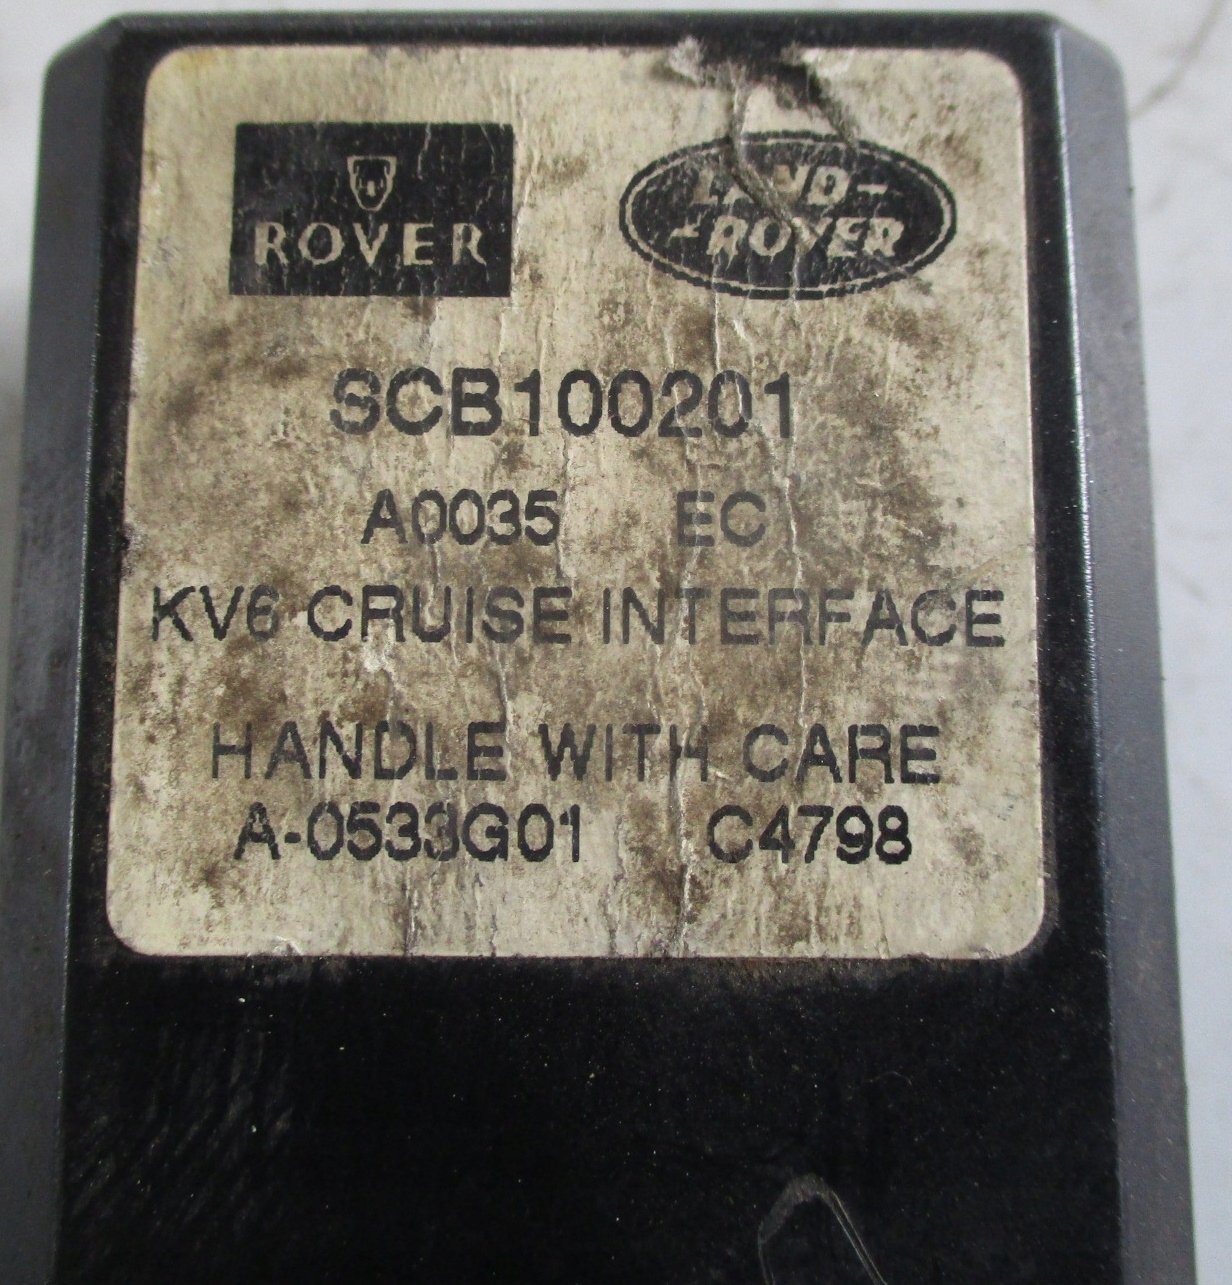 ROVER
LAND-
-ROVER
SCB100201
A0035 EC
KV6 CRUISE INTERFACE
HANDLE WITH CARE
A-0533G01 C4798